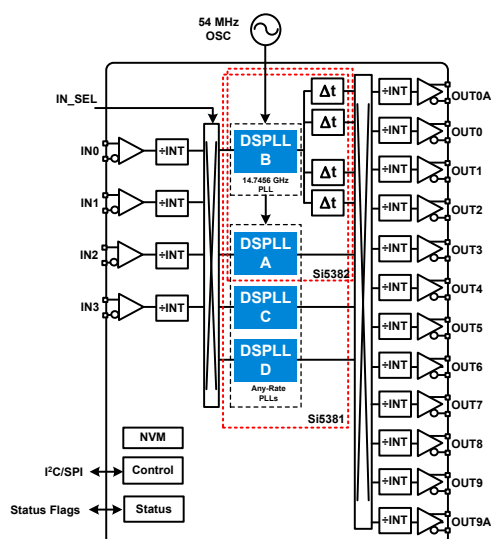 54 MHz
OSC
IN_SEL
IN0
÷INT
IN1
÷INT
IN2
÷INT
IN3
÷INT
DSPLL
B
14.7456 GHz
PLL
DSPLL
A
Si5382
DSPLL
C
DSPLL
D
Any-Rate
PLLs
Si5381
Δt
Δt
Δt
Δt
÷INT
OUT0A
÷INT
OUT0
÷INT
OUT1
÷INT
OUT2
÷INT
OUT3
÷INT
OUT4
÷INT
OUT5
÷INT
OUT6
÷INT
OUT7
÷INT
OUT8
÷INT
OUT9
÷INT
OUT9A
NVM
I²C/SPI
Control
Status Flags
Status